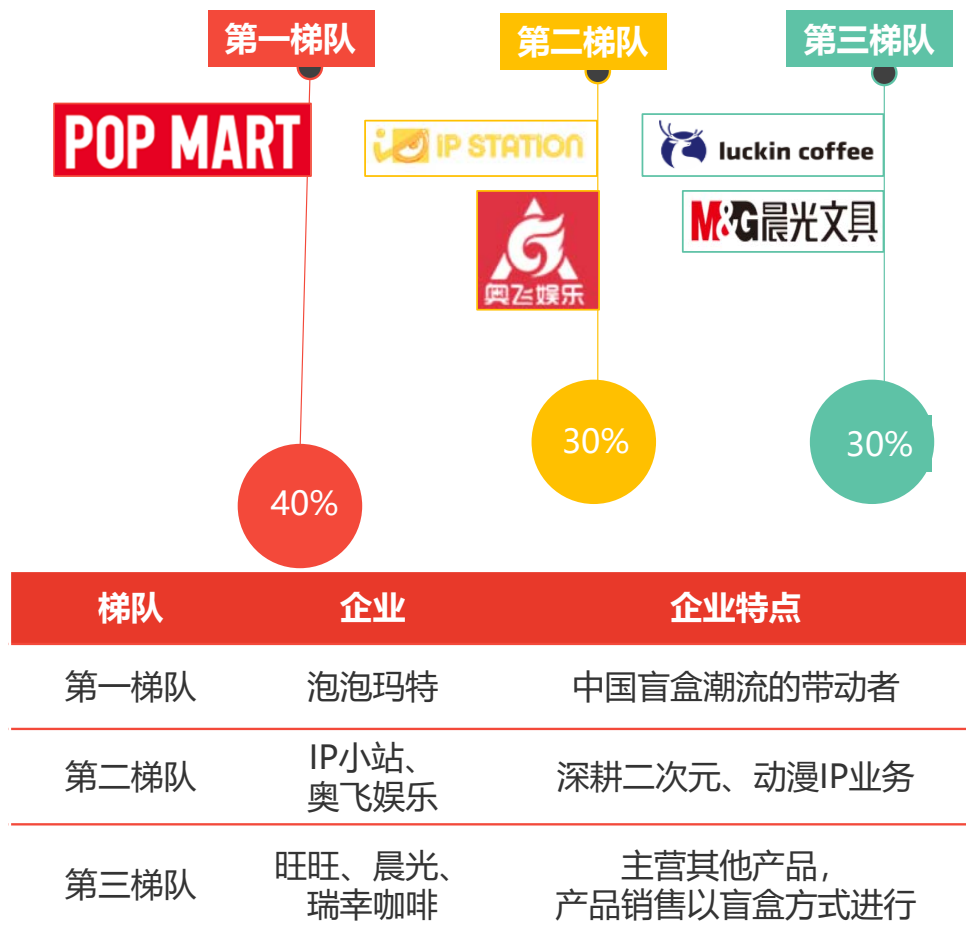 第一梯队
第二梯队
第三梯队
POP MART
IP STATION
luckin coffee
M&G晨光文具
奥飞娱乐
40%
30%
30%
梯队 企业 企业特点
第一梯队 泡泡玛特 中国盲盒潮流的带动者
第二梯队 IP小站、
奥飞娱乐 深耕二次元、动漫IP业务
第三梯队 旺旺、晨光、
瑞幸咖啡 主营其他产品，
产品销售以盲盒方式进行